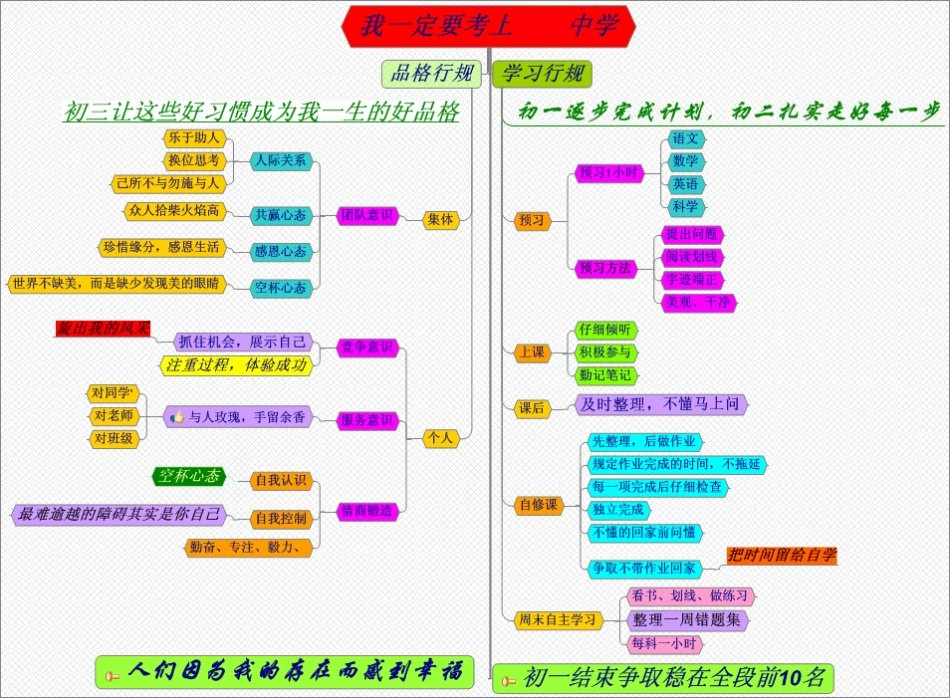 我一定要考上 中学
品格行规
学习行规
初三让这些好习惯成为我一生的好品格
初一逐步完成计划，初二扎实走好每一步
乐于助人
换位思考
己所不与勿施与人
人际关系
众人拾柴火焰高
共赢心态
珍惜缘分，感恩生活
感恩心态
世界不缺美，而是缺少发现美的眼睛
空杯心态
团队意识
集体
旋出我的风采
抓住机会，展示自己
注重过程，体验成功
竞争意识
对同学
对老师
对班级
与人玫瑰，手留余香
服务意识
个人
空杯心态
自我认识
最难逾越的障碍其实是你自己
自我控制
勤奋、专注、毅力、
情商锻造
人们因为我的存在而感到幸福
预习
预习1小时
语文
数学
英语
科学
预习方法
提出问题
阅读划线
字迹端正
美观、干净
上课
仔细倾听
积极参与
勤记笔记
课后
及时整理，不懂马上问
自修课
先整理，后做作业
规定作业完成的时间，不拖延
每一项完成后仔细检查
独立完成
不懂的回家前问懂
争取不带作业回家
把时间留给自学
周末自主学习
看书、划线、做练习
整理一周错题集
每科一小时
初一结束争取稳在全段前10名